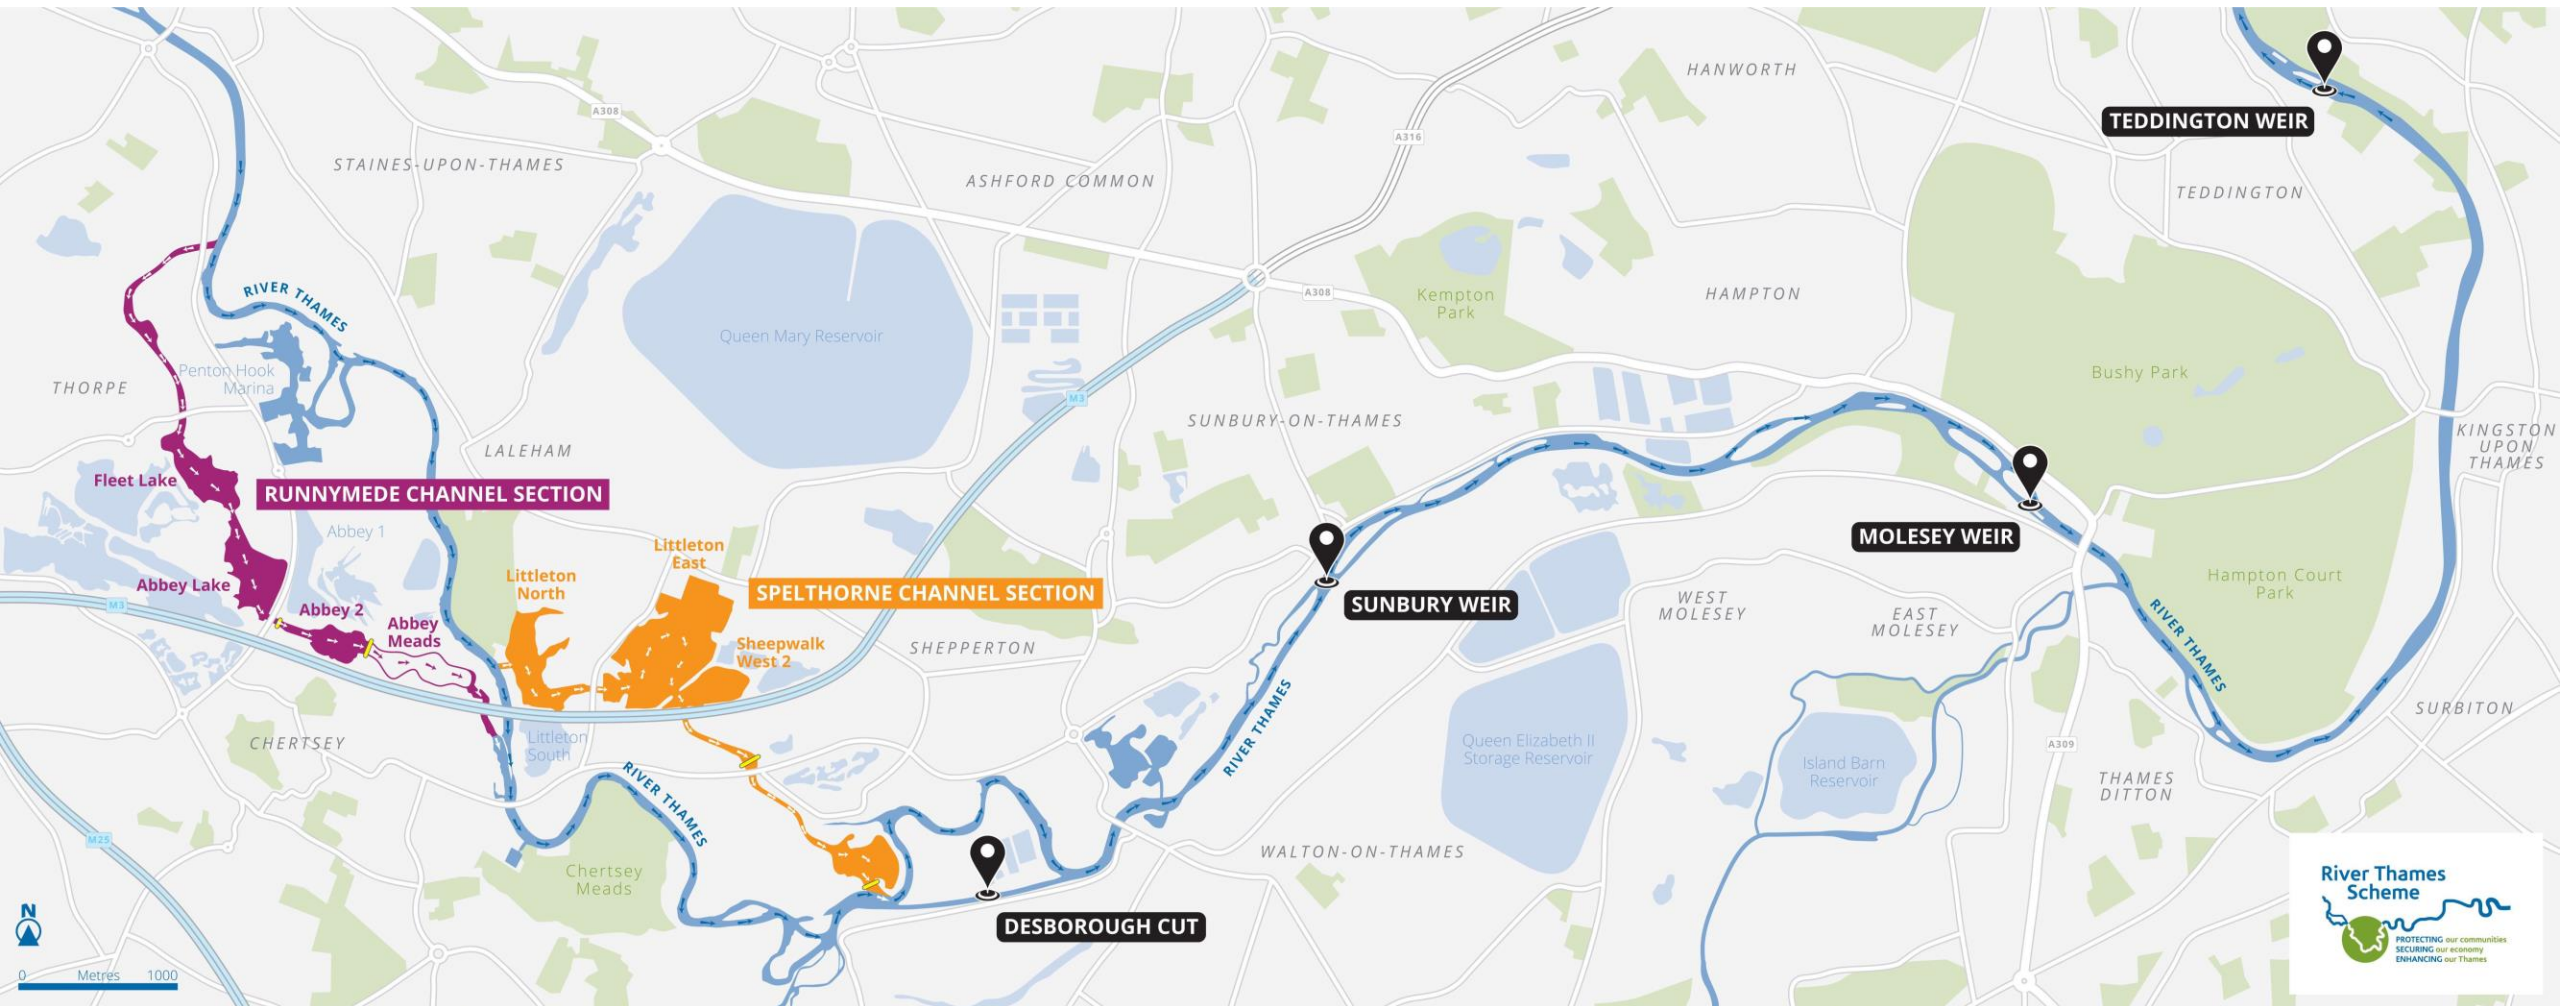 HANWORTH
A308
TEDDINGTON WEIR
A316
STAINES-UPON-THAMES
ASHFORD COMMON
TEDDINGTON
RIVER THAMES
A308
Kempton
Park
HAMPTON
Queen Mary Reservoir
Penton Hook
Marina
THORPE
Bushy Park
M3
SUNBURY-ON-THAMES
KINGSTON
UPON
THAMES
LALEHAM
Fleet Lake
RUNNYMEDE CHANNEL SECTION
Abbey 1
MOLESEY WEIR
Littleton
East
Littleton
North
Abbey Lake
SPELTHORNE CHANNEL SECTION
SUNBURY WEIR
WEST
MOLESEY
Hampton Court
Park
M3
Abbey 2
Abbey
Meads
EAST
MOLESEY
RIVER THAMES
Sheepwalk
West 2
SHEPPERTON
RIVER THAMES
SURBITON
CHERTSEY
Littleton
South
Queen Elizabeth II
Storage Reservoir
A309
Island Barn
Reservoir
THAMES
DITTON
RIVER THAMES
M25
Chertsey
Meads
WALTON-ON-THAMES
DESBOROUGH CUT
N
0 Metres 1000
River Thames
Scheme
PROTECTING our communities
SECURING our economy
ENHANCING our Thames